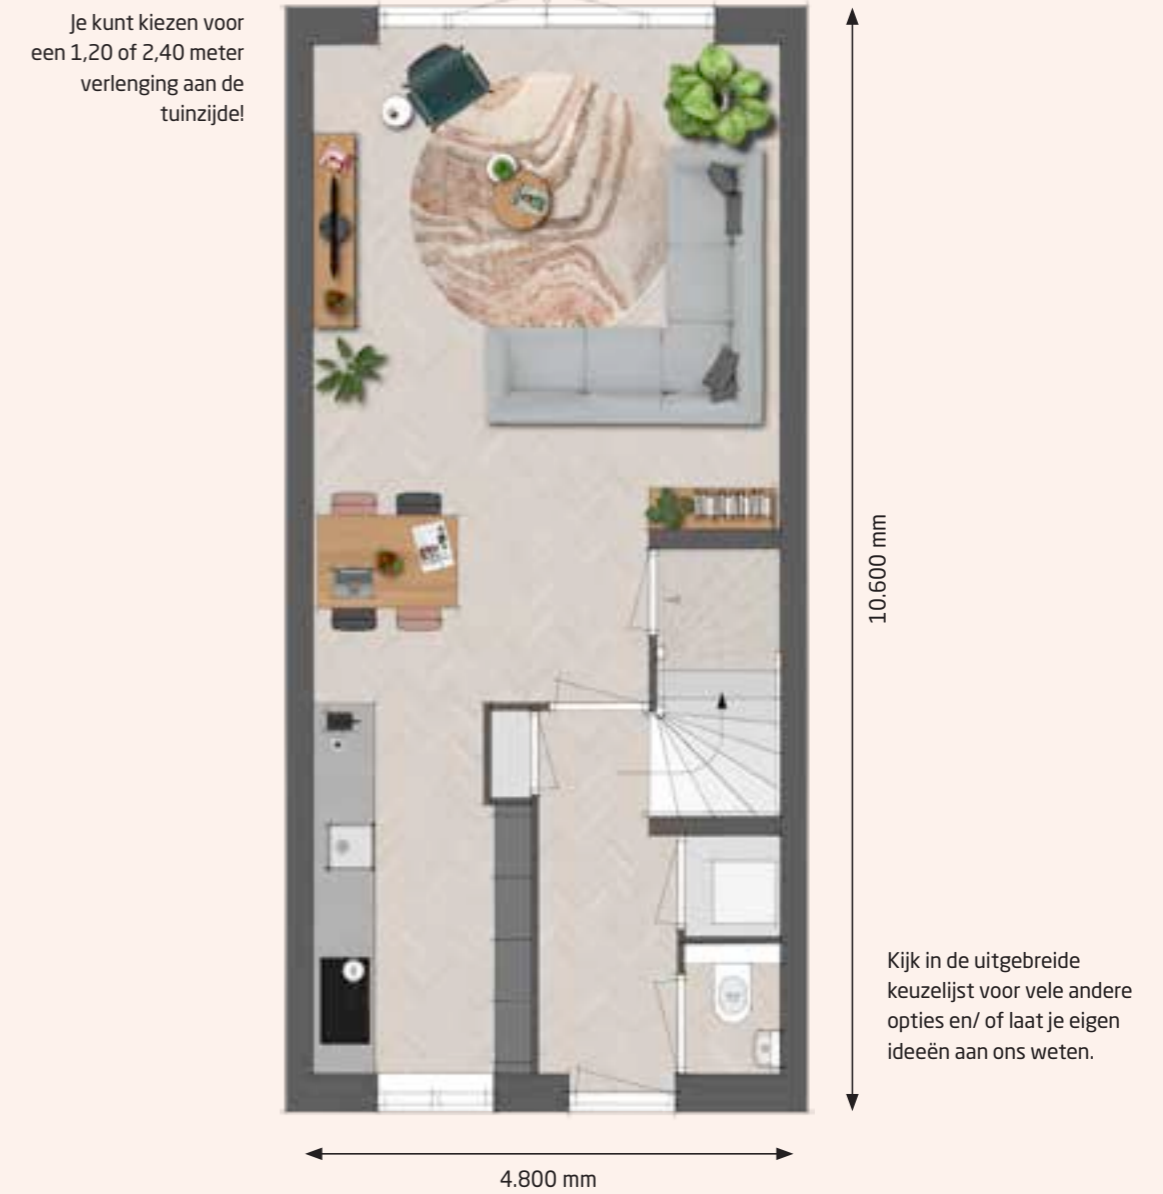 Je kunt kiezen voor
een 1,20 of 2,40 meter
verlenging aan de
tuinzijde!
10.600 mm
Kijk in de uitgebreide
keuzelijst voor vele andere
opties en/ of laat je eigen
ideeën aan ons weten.
4.800 mm